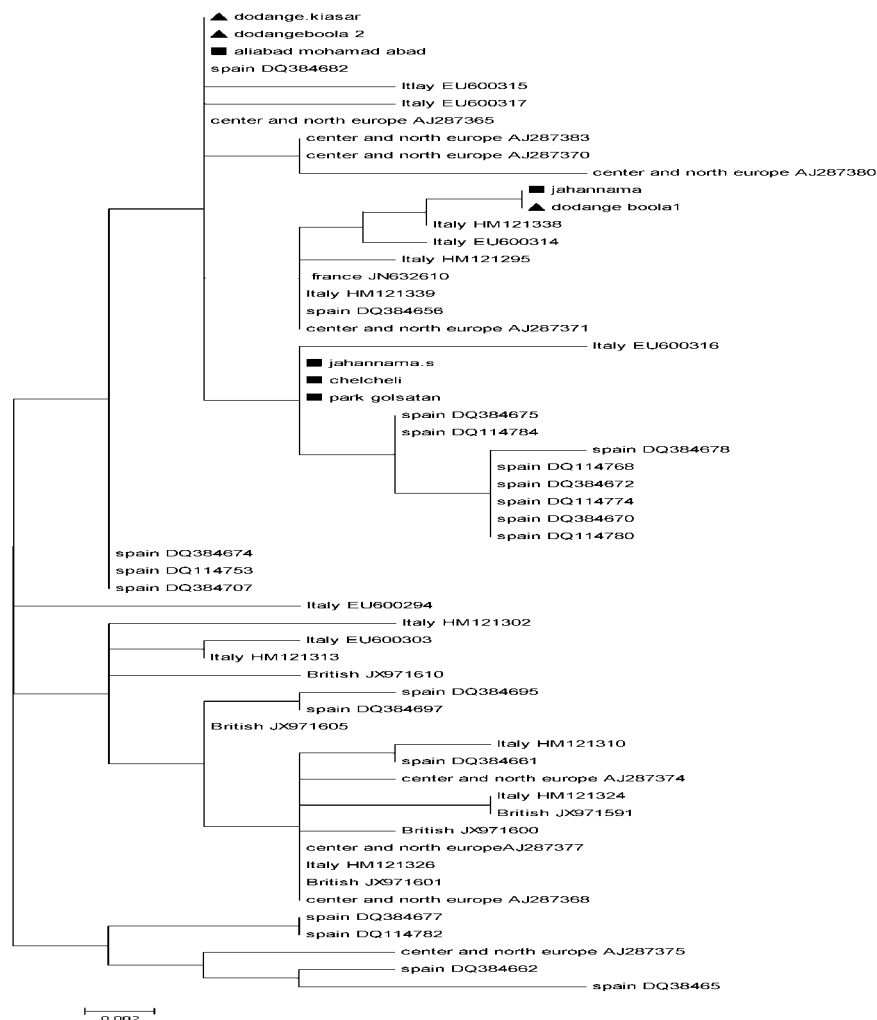 dodange.kiasar
dodangeboola 2
aliabad mohamad abad
spain DQ384682
Itlay EU600315
Italy EU600317
center and north europe AJ287365
center and north europe AJ287383
center and north europe AJ287370
center and north europe AJ287380
jahannama
dodange boola1
Italy HM121338
Italy EU600314
Italy HM121295
france JN632610
Italy HM121339
spain DQ384656
center and north europe AJ287371
Italy EU600316
jahannama.s
chelcheli
park golsatan
spain DQ384675
spain DQ114784
spain DQ384678
spain DQ114768
spain DQ384672
spain DQ114774
spain DQ384670
spain DQ114780
spain DQ384674
spain DQ114753
spain DQ384707
Italy EU600294
Italy HM121302
Italy EU600303
Italy HM121313
British JX971610
spain DQ384695
spain DQ384697
British JX971605
Italy HM121310
spain DQ384661
center and north europe AJ287374
Italy HM121324
British JX971591
British JX971600
center and north europeAJ287377
Italy HM121326
British JX971601
center and north europe AJ287368
spain DQ384677
spain DQ114782
center and north europe AJ287375
spain DQ384662
spain DQ38465
0.002